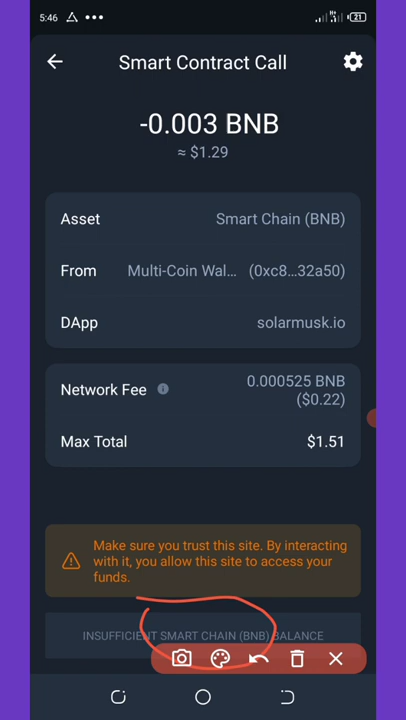 5:46
21
Smart Contract Call
-0.003 BNB
≈ $1.29
Asset Smart Chain (BNB)
From Multi-Coin Wal... (0xc8...32a50)
DApp solarmusk.io
Network Fee 0.000525 BNB
($0.22)
Max Total $1.51
Make sure you trust this site. By interacting
with it, you allow this site to access your
funds.
INSUFFICIENT SMART CHAIN (BNB) BALANCE